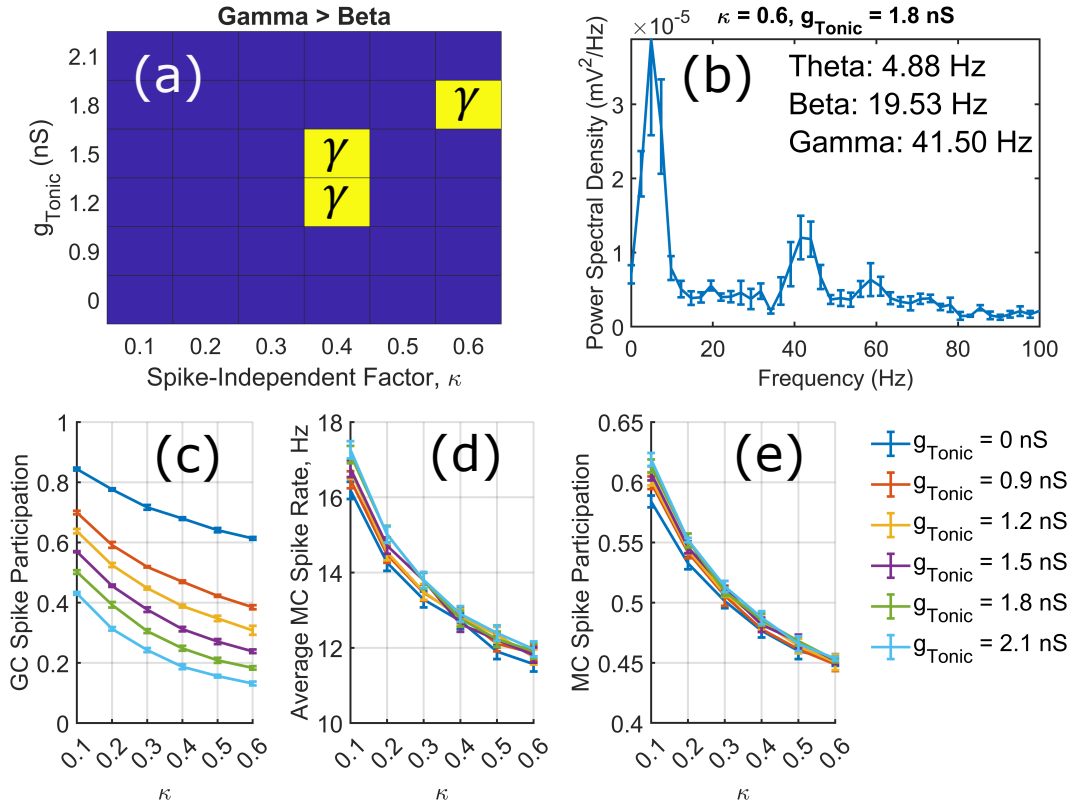 Gamma > Beta
(a)
γ
γ
γ
2.1
1.8
1.5
1.2
0.9
0
g_Tonic (nS)
0.1 0.2 0.3 0.4 0.5 0.6
Spike-Independent Factor, κ
×10^-5
κ = 0.6, g_Tonic = 1.8 nS
(b)
Theta: 4.88 Hz
Beta: 19.53 Hz
Gamma: 41.50 Hz
3
2
1
0
Power Spectral Density (mV²/Hz)
0 20 40 60 80 100
Frequency (Hz)
(c)
1
0.8
0.6
0.4
0.2
0
GC Spike Participation
0.1 0.2 0.3 0.4 0.5 0.6
κ
(d)
18
16
14
12
10
Average MC Spike Rate, Hz
0.1 0.2 0.3 0.4 0.5 0.6
κ
(e)
0.65
0.6
0.55
0.5
0.45
0.4
MC Spike Participation
0.1 0.2 0.3 0.4 0.5 0.6
κ
g_Tonic = 0 nS
g_Tonic = 0.9 nS
g_Tonic = 1.2 nS
g_Tonic = 1.5 nS
g_Tonic = 1.8 nS
g_Tonic = 2.1 nS